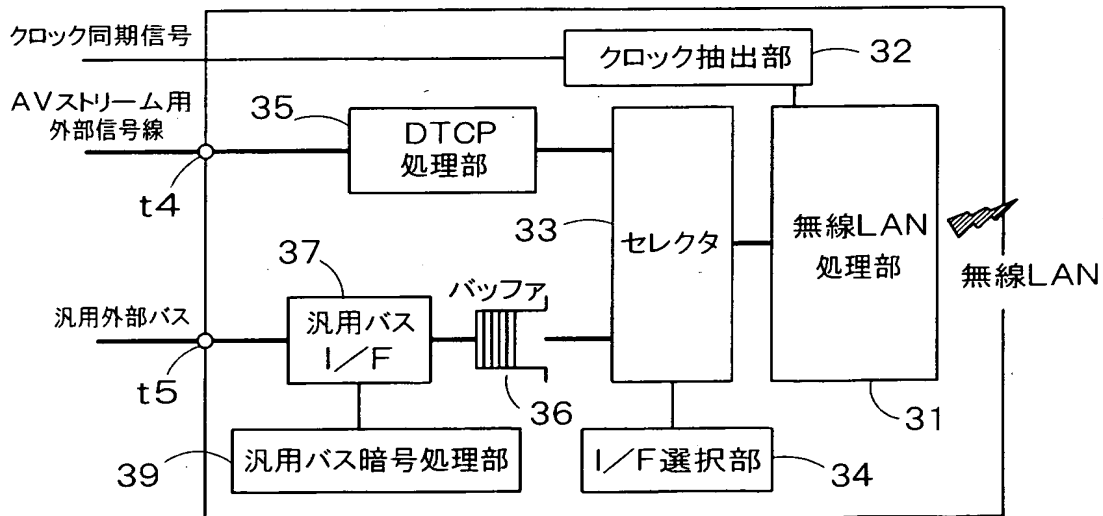 クロック同期信号
クロック抽出部
32
AVストリーム用
外部信号線
35
DTCP
処理部
t4
33
セレクタ
無線LAN
処理部
無線LAN
37
バッファ
汎用外部バス
汎用バス
I／F
t5
36
31
39
汎用バス暗号処理部
I／F選択部
34